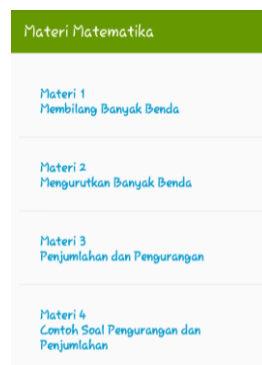 Materi Matematika
Materi 1
Membilang Banyak Benda
Materi 2
Mengurutkan Banyak Benda
Materi 3
Penjumlahan dan Pengurangan
Materi 4
Contoh Soal Pengurangan dan
Penjumlahan